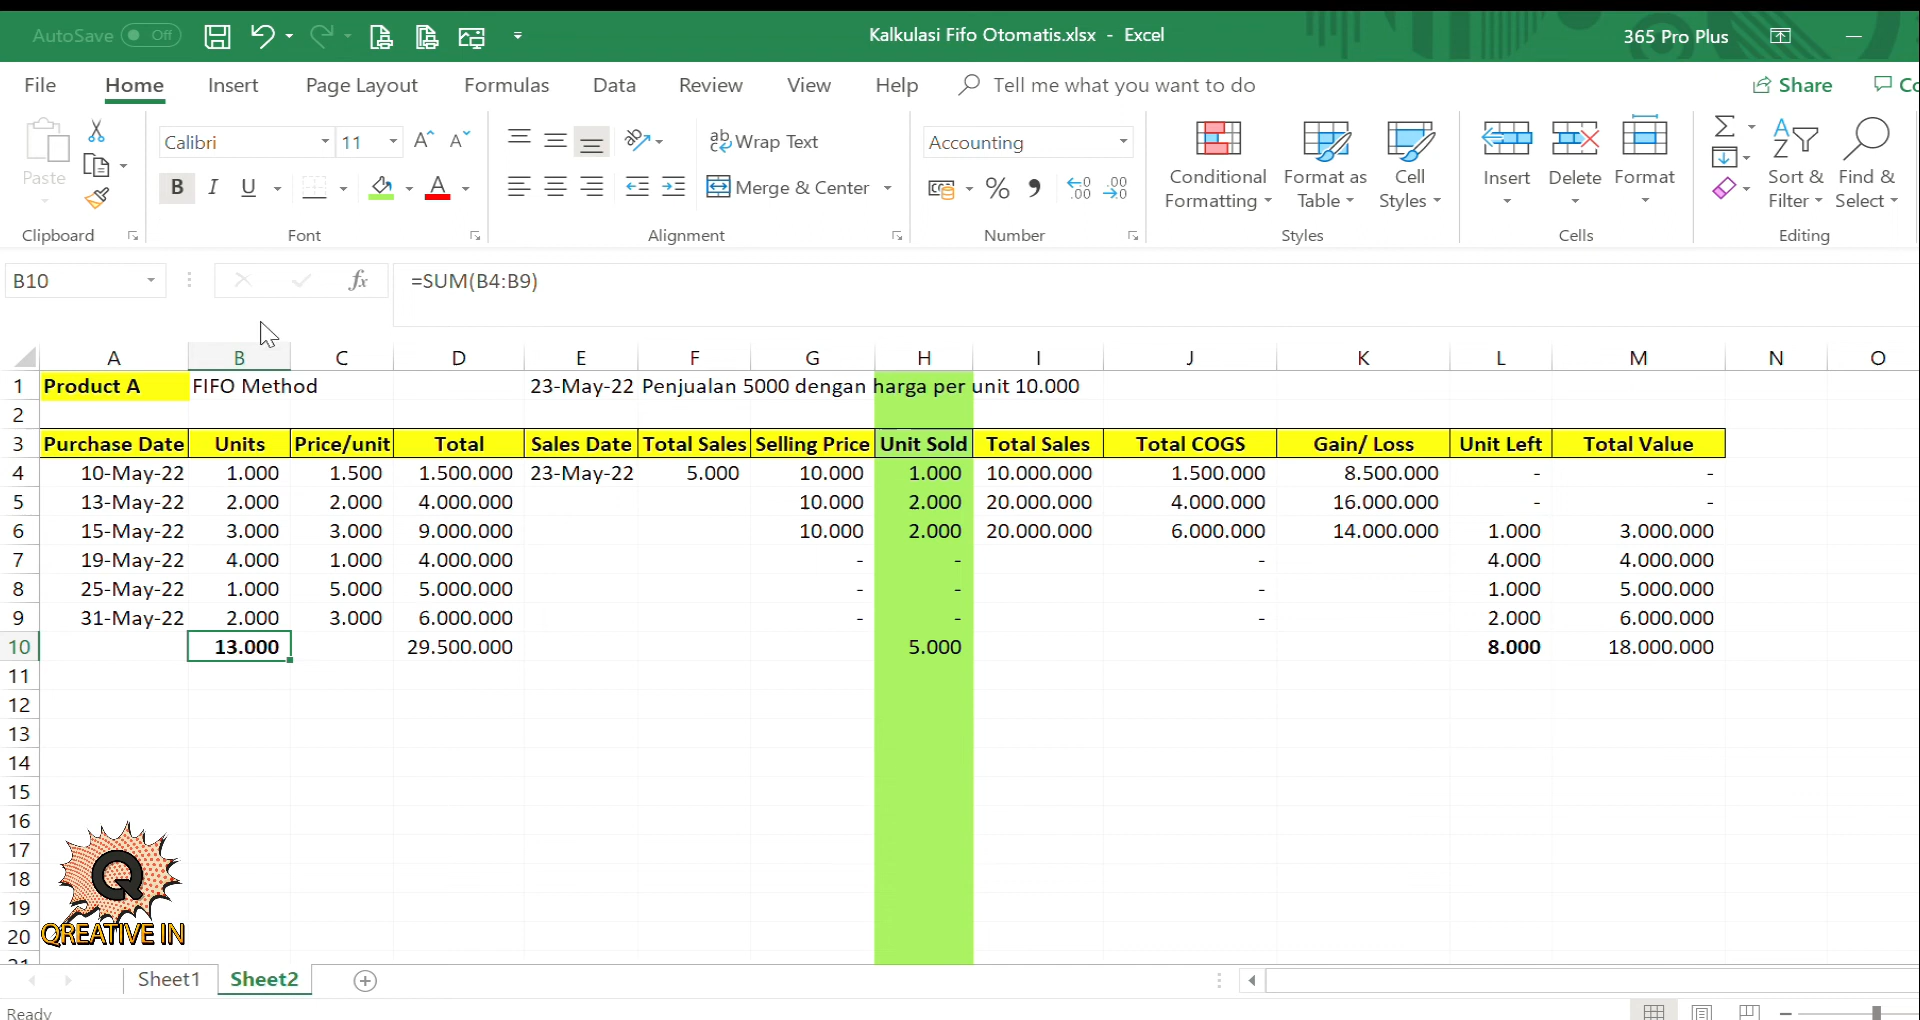 AutoSave Off Kalkulasi Fifo Otomatis.xlsx - Excel 365 Pro Plus
File Home Insert Page Layout Formulas Data Review View Help Tell me what you want to do Share Co
Paste Calibri 11 Wrap Text Accounting Conditional Formatting Format as Table Cell Styles Insert Delete Format Sort & Filter Find & Select
B I U A Merge & Center % .00
Clipboard Font Alignment Number Styles Cells Editing
B10 fx =SUM(B4:B9)
A B C D E F G H I J K L M N O
1 Product A FIFO Method 23-May-22 Penjualan 5000 dengan harga per unit 10.000
2
3 Purchase Date Units Price/unit Total Sales Date Total Sales Selling Price Unit Sold Total Sales Total COGS Gain/ Loss Unit Left Total Value
4 10-May-22 1.000 1.500 1.500.000 23-May-22 5.000 10.000 1.000 10.000.000 1.500.000 8.500.000 - -
5 13-May-22 2.000 2.000 4.000.000 10.000 2.000 20.000.000 4.000.000 16.000.000 - -
6 15-May-22 3.000 3.000 9.000.000 10.000 2.000 20.000.000 6.000.000 14.000.000 1.000 3.000.000
7 19-May-22 4.000 1.000 4.000.000 - - - 4.000 4.000.000
8 25-May-22 1.000 5.000 5.000.000 - - - 1.000 5.000.000
9 31-May-22 2.000 3.000 6.000.000 - - - 2.000 6.000.000
10 13.000 29.500.000 5.000 8.000 18.000.000
11
12
13
14
15
16
17
18
19
20
21
Q
QREATIVE IN
Sheet1 Sheet2
Ready